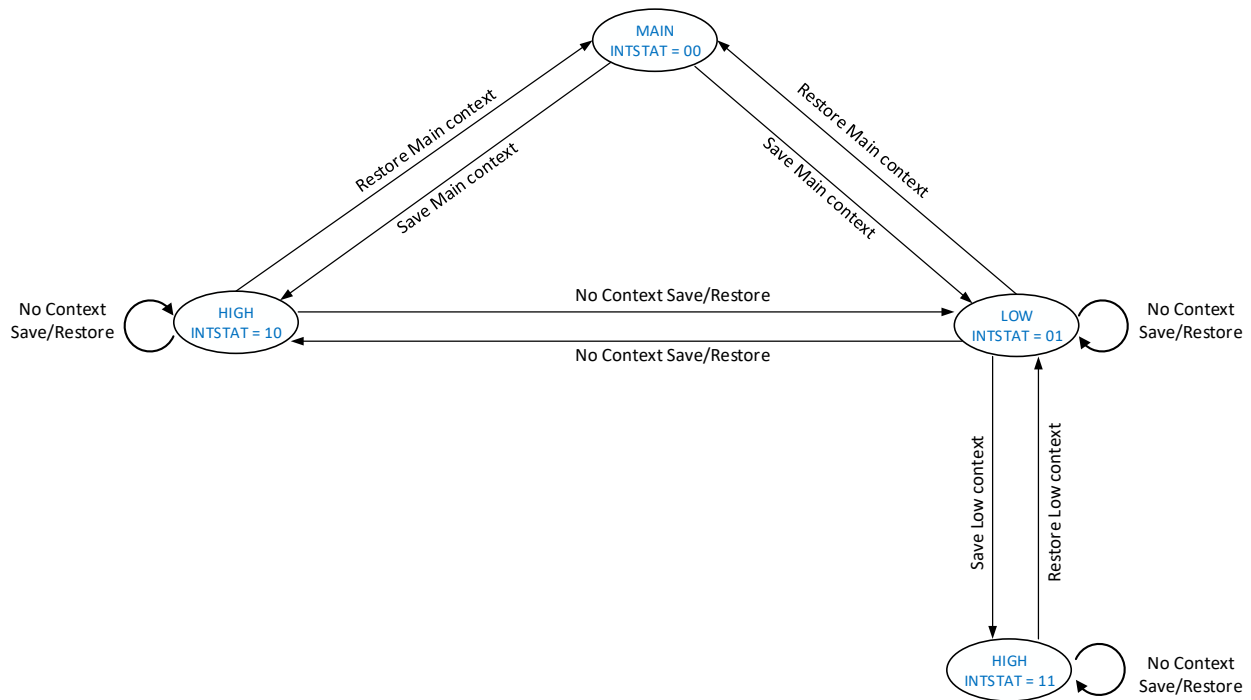 MAIN
INTSTAT = 00
Restore Main context
Save Main context
Save Main context
Restore Main context
No Context
Save/Restore
HIGH
INTSTAT = 10
No Context Save/Restore
No Context Save/Restore
LOW
INTSTAT = 01
No Context
Save/Restore
Save Low context
Restore Low context
HIGH
INTSTAT = 11
No Context
Save/Restore